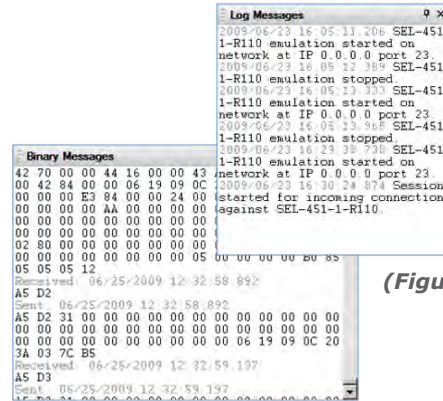 Log Messages
2009/06/23 16:05:11.206 SEL-451
1-R110 emulation started on
network at IP 0.0.0.0 port 23.
2009/06/23 16:05:12.389 SEL-451
1-R110 emulation stopped.
2009/06/23 16:05:13.333 SEL-451
1-R110 emulation started on
network at IP 0.0.0.0 port 23.
2009/06/23 16:05:13.968 SEL-451
1-R110 emulation stopped.
2009/06/23 16:29:38.738 SEL-451
1-R110 emulation started on
network at IP 0.0.0.0 port 23.
2009/06/23 16:30:24.874 Session
started for incoming connection
against SEL-451-1-R110.
Binary Messages
42 70 00 00 44 16 00 00 43
00 42 84 00 00 06 19 09 0C
00 00 00 E3 84 00 00 24 00
00 00 00 00 AA 00 00 00 00
00 00 00 00 00 00 00 00 00
00 00 00 00 00 00 00 00 00
02 80 00 00 00 00 00 00 00
00 00 00 00 00 00 00 05 00 00 00 00 B0 85
05 05 05 12
Received 06/25/2009 12:32:58.892
A5 D2
Sent 06/25/2009 12:32:58.892
A5 D2 31 00 00 00 00 00 00 00 00 00 00
00 00 00 00 00 00 00 00 00 00 00 00 00
00 00 00 00 00 00 00 00 06 19 09 0C 20
3A 03 7C B5
Received 06/25/2009 12:32:59.197
A5 D3
Sent 06/25/2009 12:32:59.197
(Figu